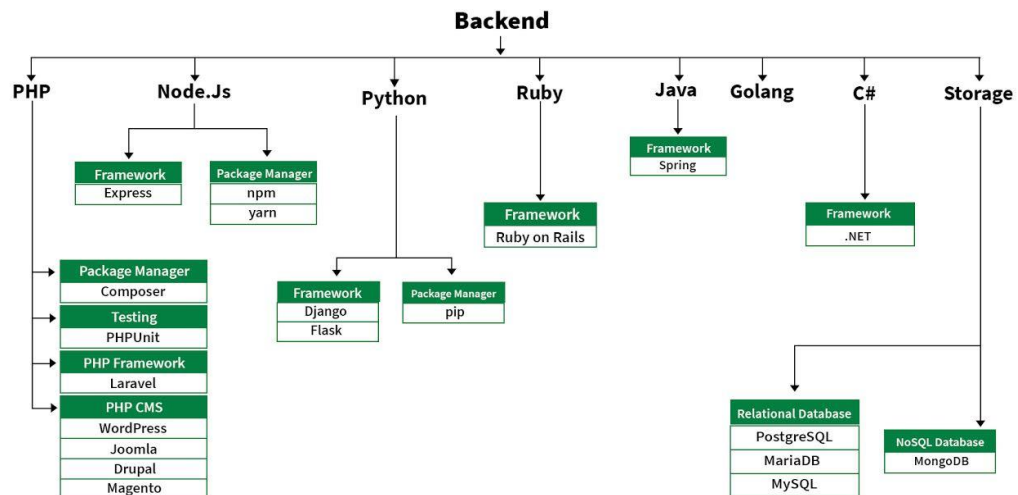 Backend
PHP
Node.Js
Python
Ruby
Java
Golang
C#
Storage
Framework
Express
Package Manager
npm
yarn
Framework
Spring
Framework
Ruby on Rails
Framework
.NET
Package Manager
Composer
Testing
PHPUnit
PHP Framework
Laravel
PHP CMS
WordPress
Joomla
Drupal
Magento
Framework
Django
Flask
Package Manager
pip
Relational Database
PostgreSQL
MariaDB
MySQL
NoSQL Database
MongoDB